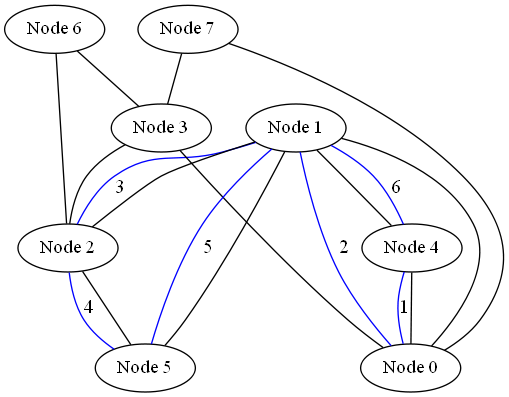 Node 6
Node 7
Node 3
Node 1
3
6
Node 2
5
2
Node 4
4
1
Node 5
Node 0